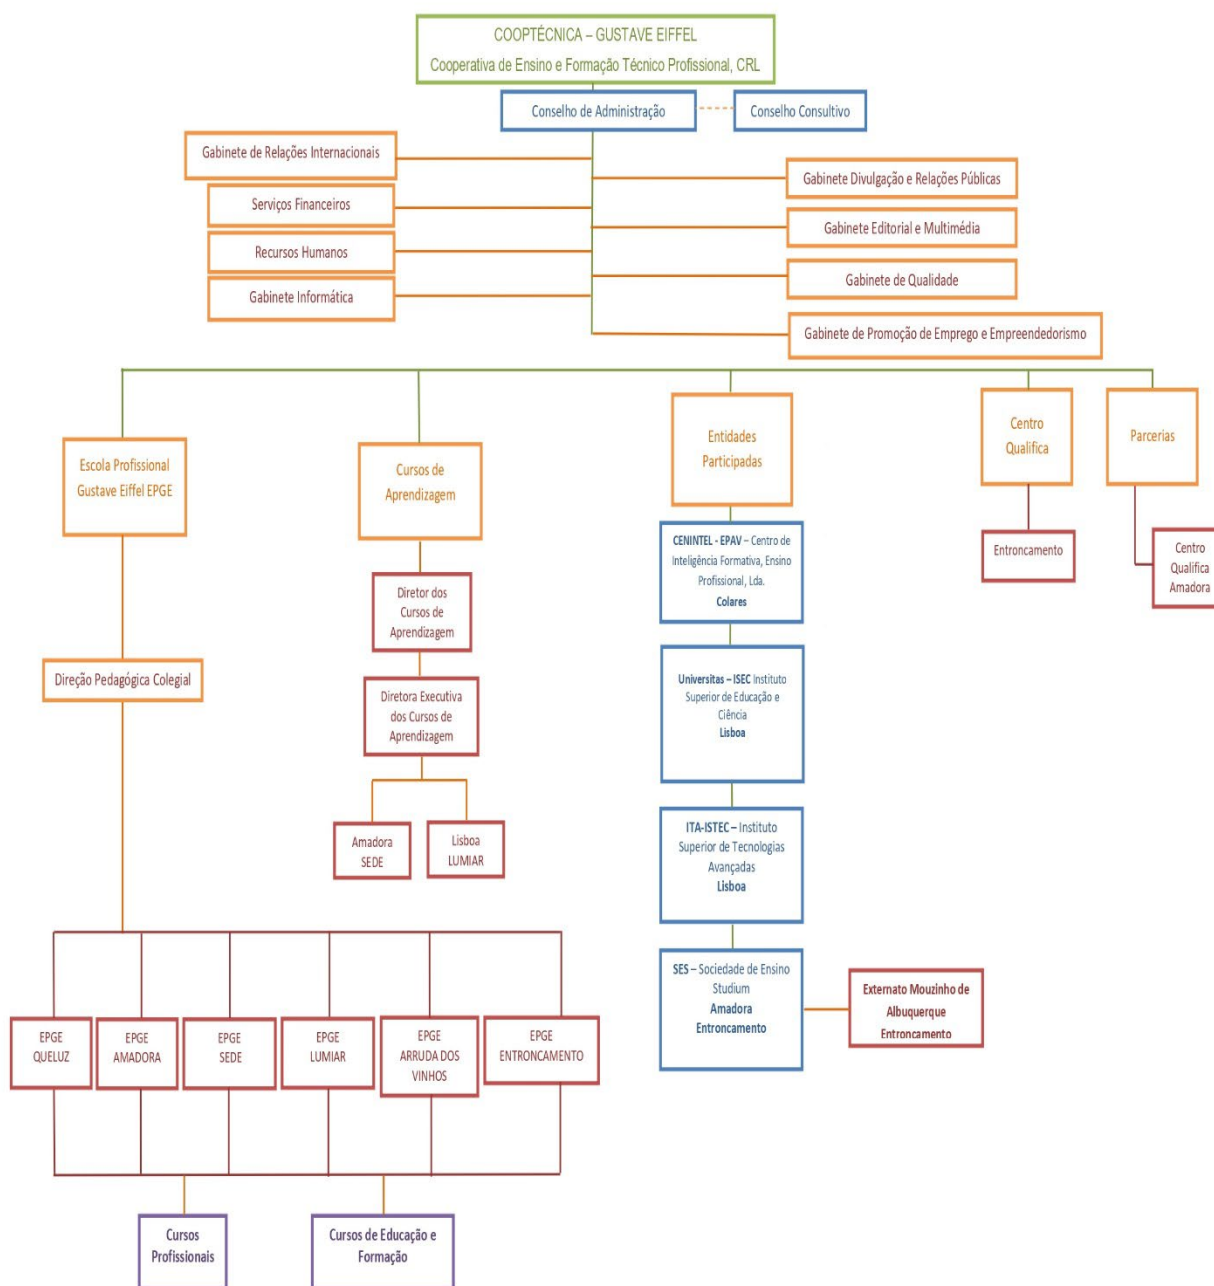 COOPTÉCNICA – GUSTAVE EIFFEL
Cooperativa de Ensino e Formação Técnico Profissional, CRL
Conselho de Administração
Conselho Consultivo
Gabinete de Relações Internacionais
Gabinete Divulgação e Relações Públicas
Serviços Financeiros
Gabinete Editorial e Multimédia
Recursos Humanos
Gabinete de Qualidade
Gabinete Informática
Gabinete de Promoção de Emprego e Empreendedorismo
Escola Profissional
Gustave Eiffel EPGE
Cursos de
Aprendizagem
Entidades
Participadas
Centro
Qualifica
Parcerias
Direção Pedagógica Colegial
Diretor dos
Cursos de
Aprendizagem
Diretora Executiva
dos Cursos de
Aprendizagem
Amadora
SEDE
Lisboa
LUMIAR
CENINTEL - EPAV – Centro de
Inteligência Formativa, Ensino
Profissional, Lda.
Colares
Universitas – ISEC Instituto
Superior de Educação e
Ciência
Lisboa
ITA-ISTEC – Instituto
Superior de Tecnologias
Avançadas
Lisboa
SES – Sociedade de Ensino
Studium
Amadora
Entroncamento
Externato Mouzinho de
Albuquerque
Entroncamento
Entroncamento
Centro
Qualifica
Amadora
EPGE
QUELUZ
EPGE
AMADORA
EPGE
SEDE
EPGE
LUMIAR
EPGE
ARRUDA DOS
VINHOS
EPGE
ENTRONCAMENTO
Cursos
Profissionais
Cursos de Educação e
Formação